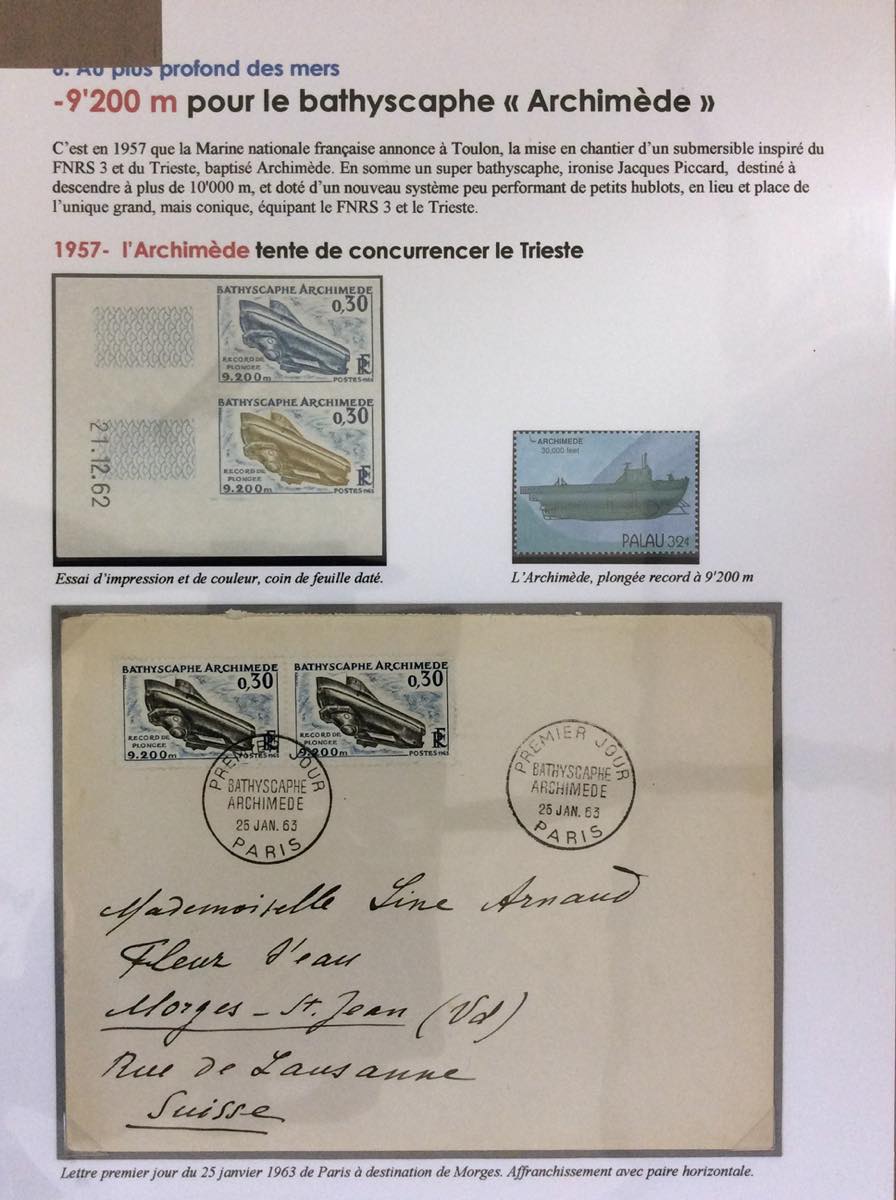 6. Au plus profond des mers
-9'200 m pour le bathyscaphe « Archimède »
C'est en 1957 que la Marine nationale française annonce à Toulon, la mise en chantier d'un submersible inspiré du
FNRS 3 et du Trieste, baptisé Archimède. En somme un super bathyscaphe, ironise Jacques Piccard, destiné à
descendre à plus de 10'000 m, et doté d'un nouveau système peu performant de petits hublots, en lieu et place de
l'unique grand, mais conique, équipant le FNRS 3 et le Trieste.
1957- l'Archimède tente de concurrencer le Trieste
BATHYSCAPHE ARCHIMEDE
0,30
RECORD DE
PLONGEE
9.200m
RF
POSTES 1963
BATHYSCAPHE ARCHIMEDE
0,30
RECORD DE
PLONGEE
9.200m
RF
POSTES 1963
21.12.62
ARCHIMEDE
30,000 feet
PALAU 32¢
Essai d'impression et de couleur, coin de feuille daté.
L'Archimède, plongée record à 9'200 m
BATHYSCAPHE ARCHIMEDE
0,30
RECORD DE
PLONGEE
9.200m
RF
POSTES 1963
BATHYSCAPHE ARCHIMEDE
0,30
RECORD DE
PLONGEE
9.200m
RF
POSTES 1963
PREMIER JOUR
BATHYSCAPHE
ARCHIMEDE
25 JAN. 63
PARIS
PREMIER JOUR
BATHYSCAPHE
ARCHIMEDE
25 JAN. 63
PARIS
Mademoiselle Line Arnaud
Fleur d'eau
Morges - St. Jean (Vd)
Rue de Lausanne
Suisse
Lettre premier jour du 25 janvier 1963 de Paris à destination de Morges. Affranchissement avec paire horizontale.